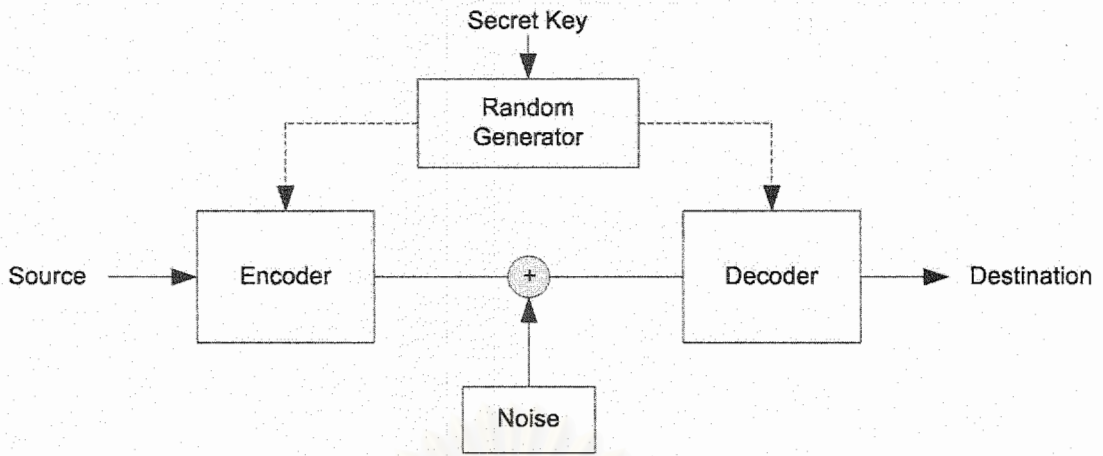 Secret Key
Random
Generator
Source
Encoder
+
Decoder
Destination
Noise